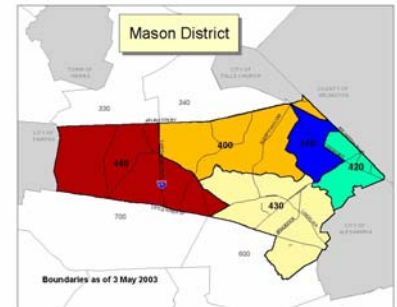 Mason District
TOWN OF
VIENNA
CITY OF
FALLS CHURCH
COUNTY OF
ARLINGTON
330
340
CITY OF
FAIRFAX
400
440
410
420
430
700
600
CITY OF
ALEXANDRIA
Boundaries as of 3 May 2003